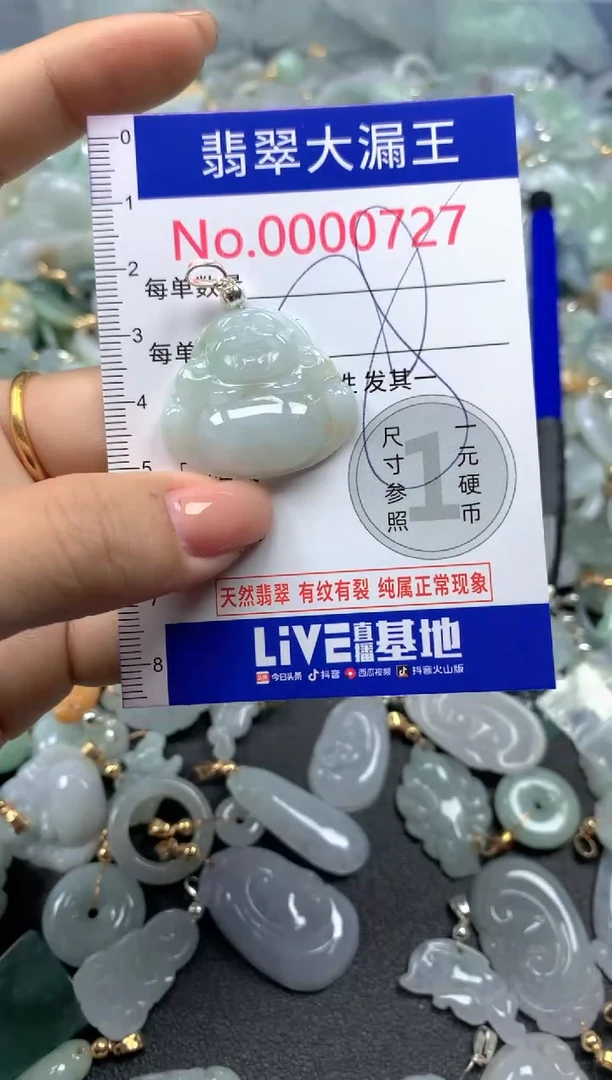 翡翠大漏王
No.0000727
0
1
2
每单数量
3
每单
发其一
4
尺寸参照
1
一元硬币
5
7
天然翡翠 有纹有裂 纯属正常现象
8
LiVE直播基地
今日头条 抖音 西瓜视频 抖音火山版